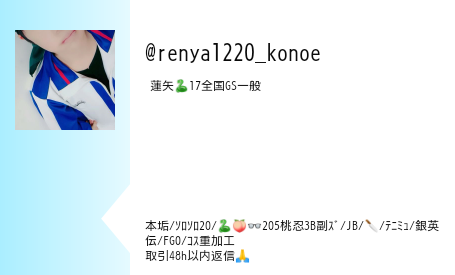 @renya1220_konoe
蓮矢🐍17全国GS一般
本垢/ｿﾛｿﾛ20/🐍🍑👓205桃忍3B副ｽﾞ/JB/🔪/ﾃﾆﾐｭ/銀英
伝/FGO/ｺｽ重加工
取引48h以内返信🙏